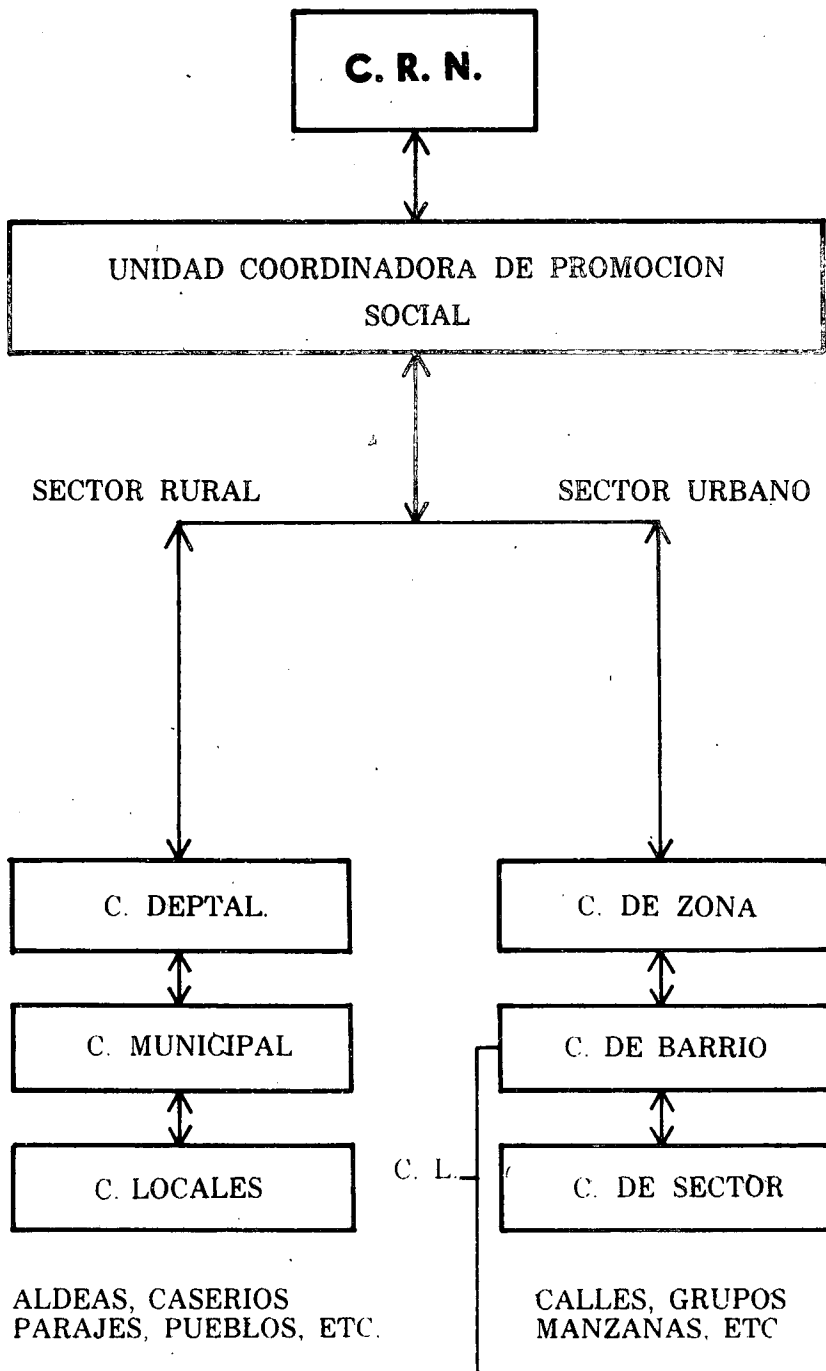 C. R. N.
UNIDAD COORDINADORA DE PROMOCION
SOCIAL
SECTOR RURAL
SECTOR URBANO
C. DEPTAL.
C. DE ZONA
C. MUNICIPAL
C. DE BARRIO
C. LOCALES
C. L.
C. DE SECTOR
ALDEAS, CASERIOS
PARAJES, PUEBLOS, ETC.
CALLES, GRUPOS
MANZANAS, ETC